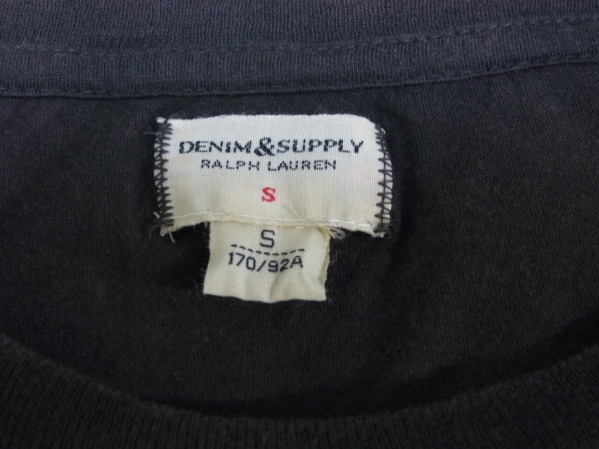 DENIM&SUPPLY
RALPH LAUREN
S
S
170/92A